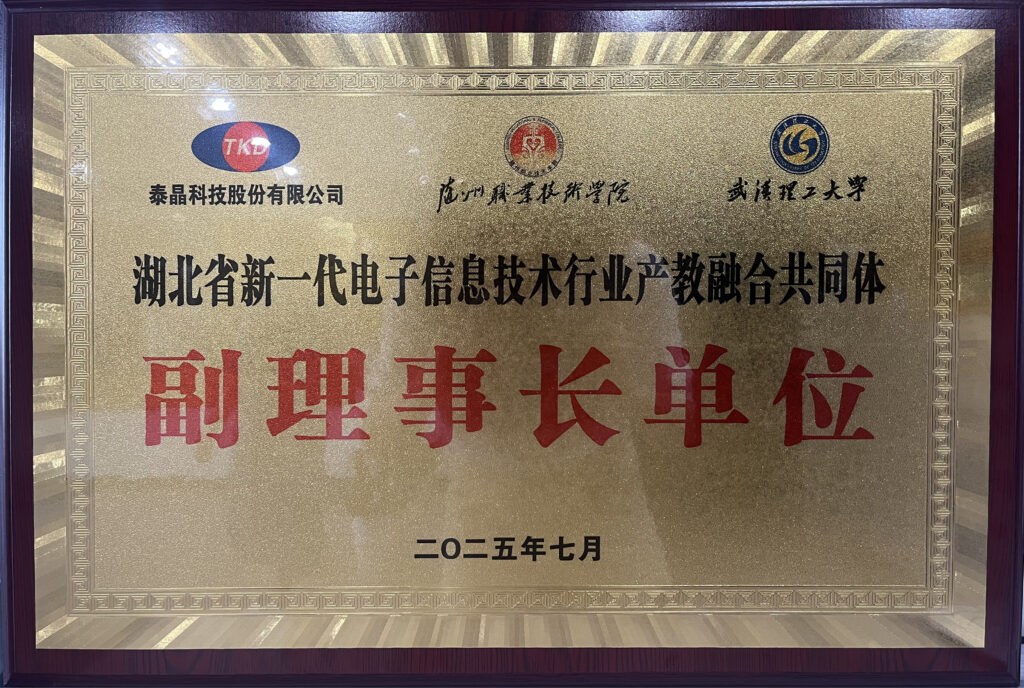 TKD
泰晶科技股份有限公司
随州职业技术学院
武汉理工大学
湖北省新一代电子信息技术行业产教融合共同体
副理事长单位
二〇二五年七月